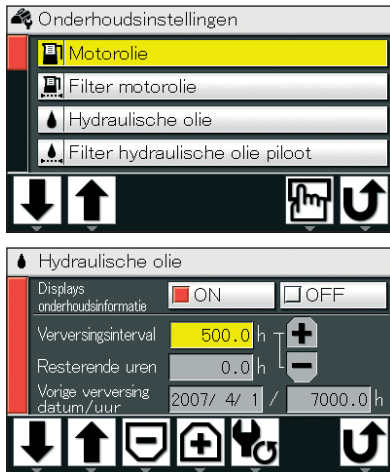 Onderhoudsinstellingen
Motorolie
Filter motorolie
Hydraulische olie
Filter hydraulische olie piloot
Hydraulische olie
Displays
onderhoudsinformatie
ON
OFF
Verversingsinterval 500.0 h
Resterende uren 0.0 h
Vorige verversing
datum/uur
2007/ 4/ 1 / 7000.0 h